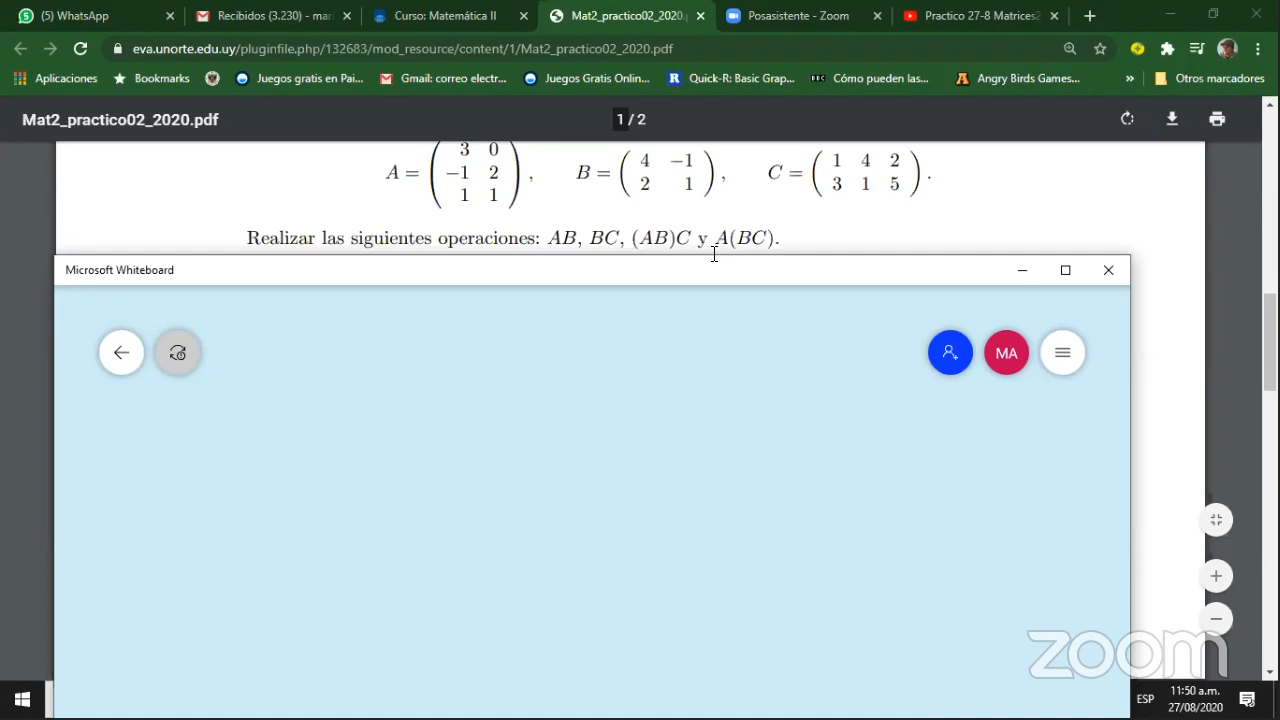 (5) WhatsApp
Recibidos (3.230) - mar
Curso: Matemática II
Mat2_practico02_2020.
Posasistente - Zoom
Practico 27-8 Matrices2
eva.unorte.edu.uy/pluginfile.php/132683/mod_resource/content/1/Mat2_practico02_2020.pdf
Aplicaciones
Bookmarks
Juegos gratis en Pai...
Gmail: correo electr...
Juegos Gratis Onlin...
R Quick-R: Basic Grap...
Cómo pueden las...
Angry Birds Games...
»
Otros marcadores
Mat2_practico02_2020.pdf
1 / 2
A = ( 3 0 −1 2 1 1 ) , B = ( 4 −1 2 1 ) , C = ( 1 4 2 3 1 5 ) .
Realizar las siguientes operaciones: AB, BC, (AB)C y A(BC).
Microsoft Whiteboard
MA
zoom
ESP
11:50 a.m.
27/08/2020